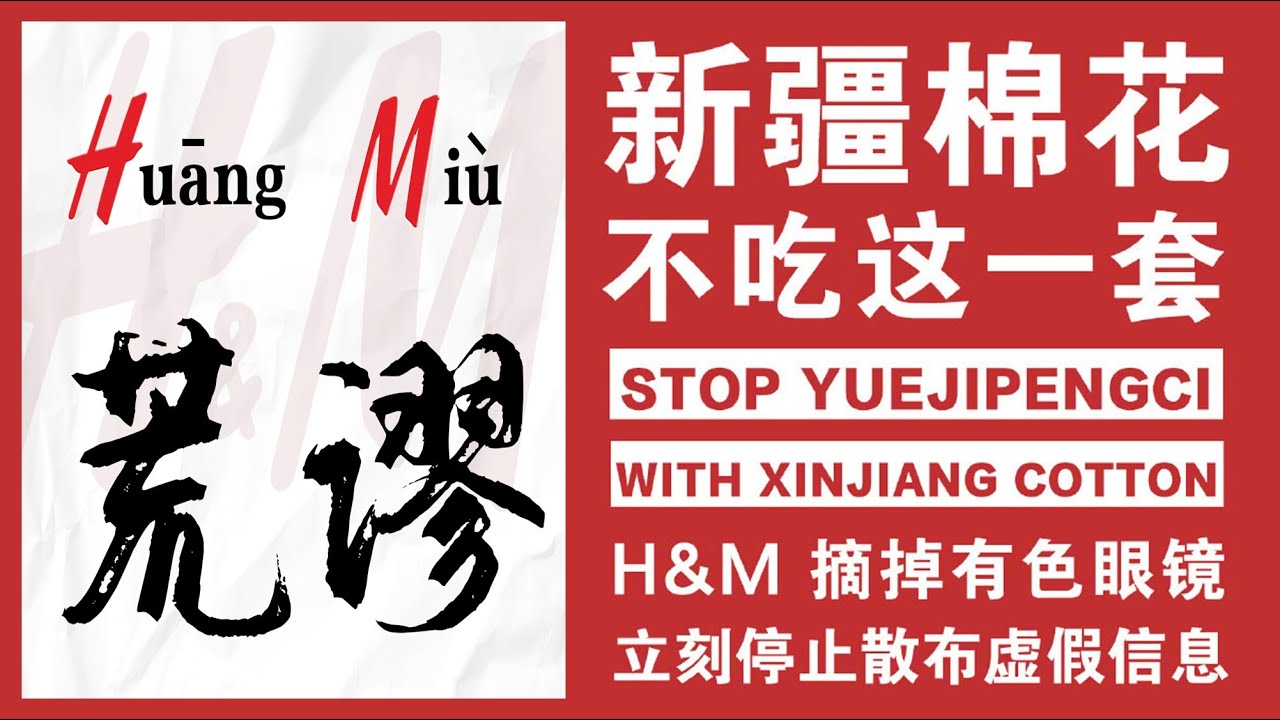 Huāng Miù
H&M
荒谬
新疆棉花
不吃这一套
STOP YUEJIPENGCI
WITH XINJIANG COTTON
H&M 摘掉有色眼镜
立刻停止散布虚假信息